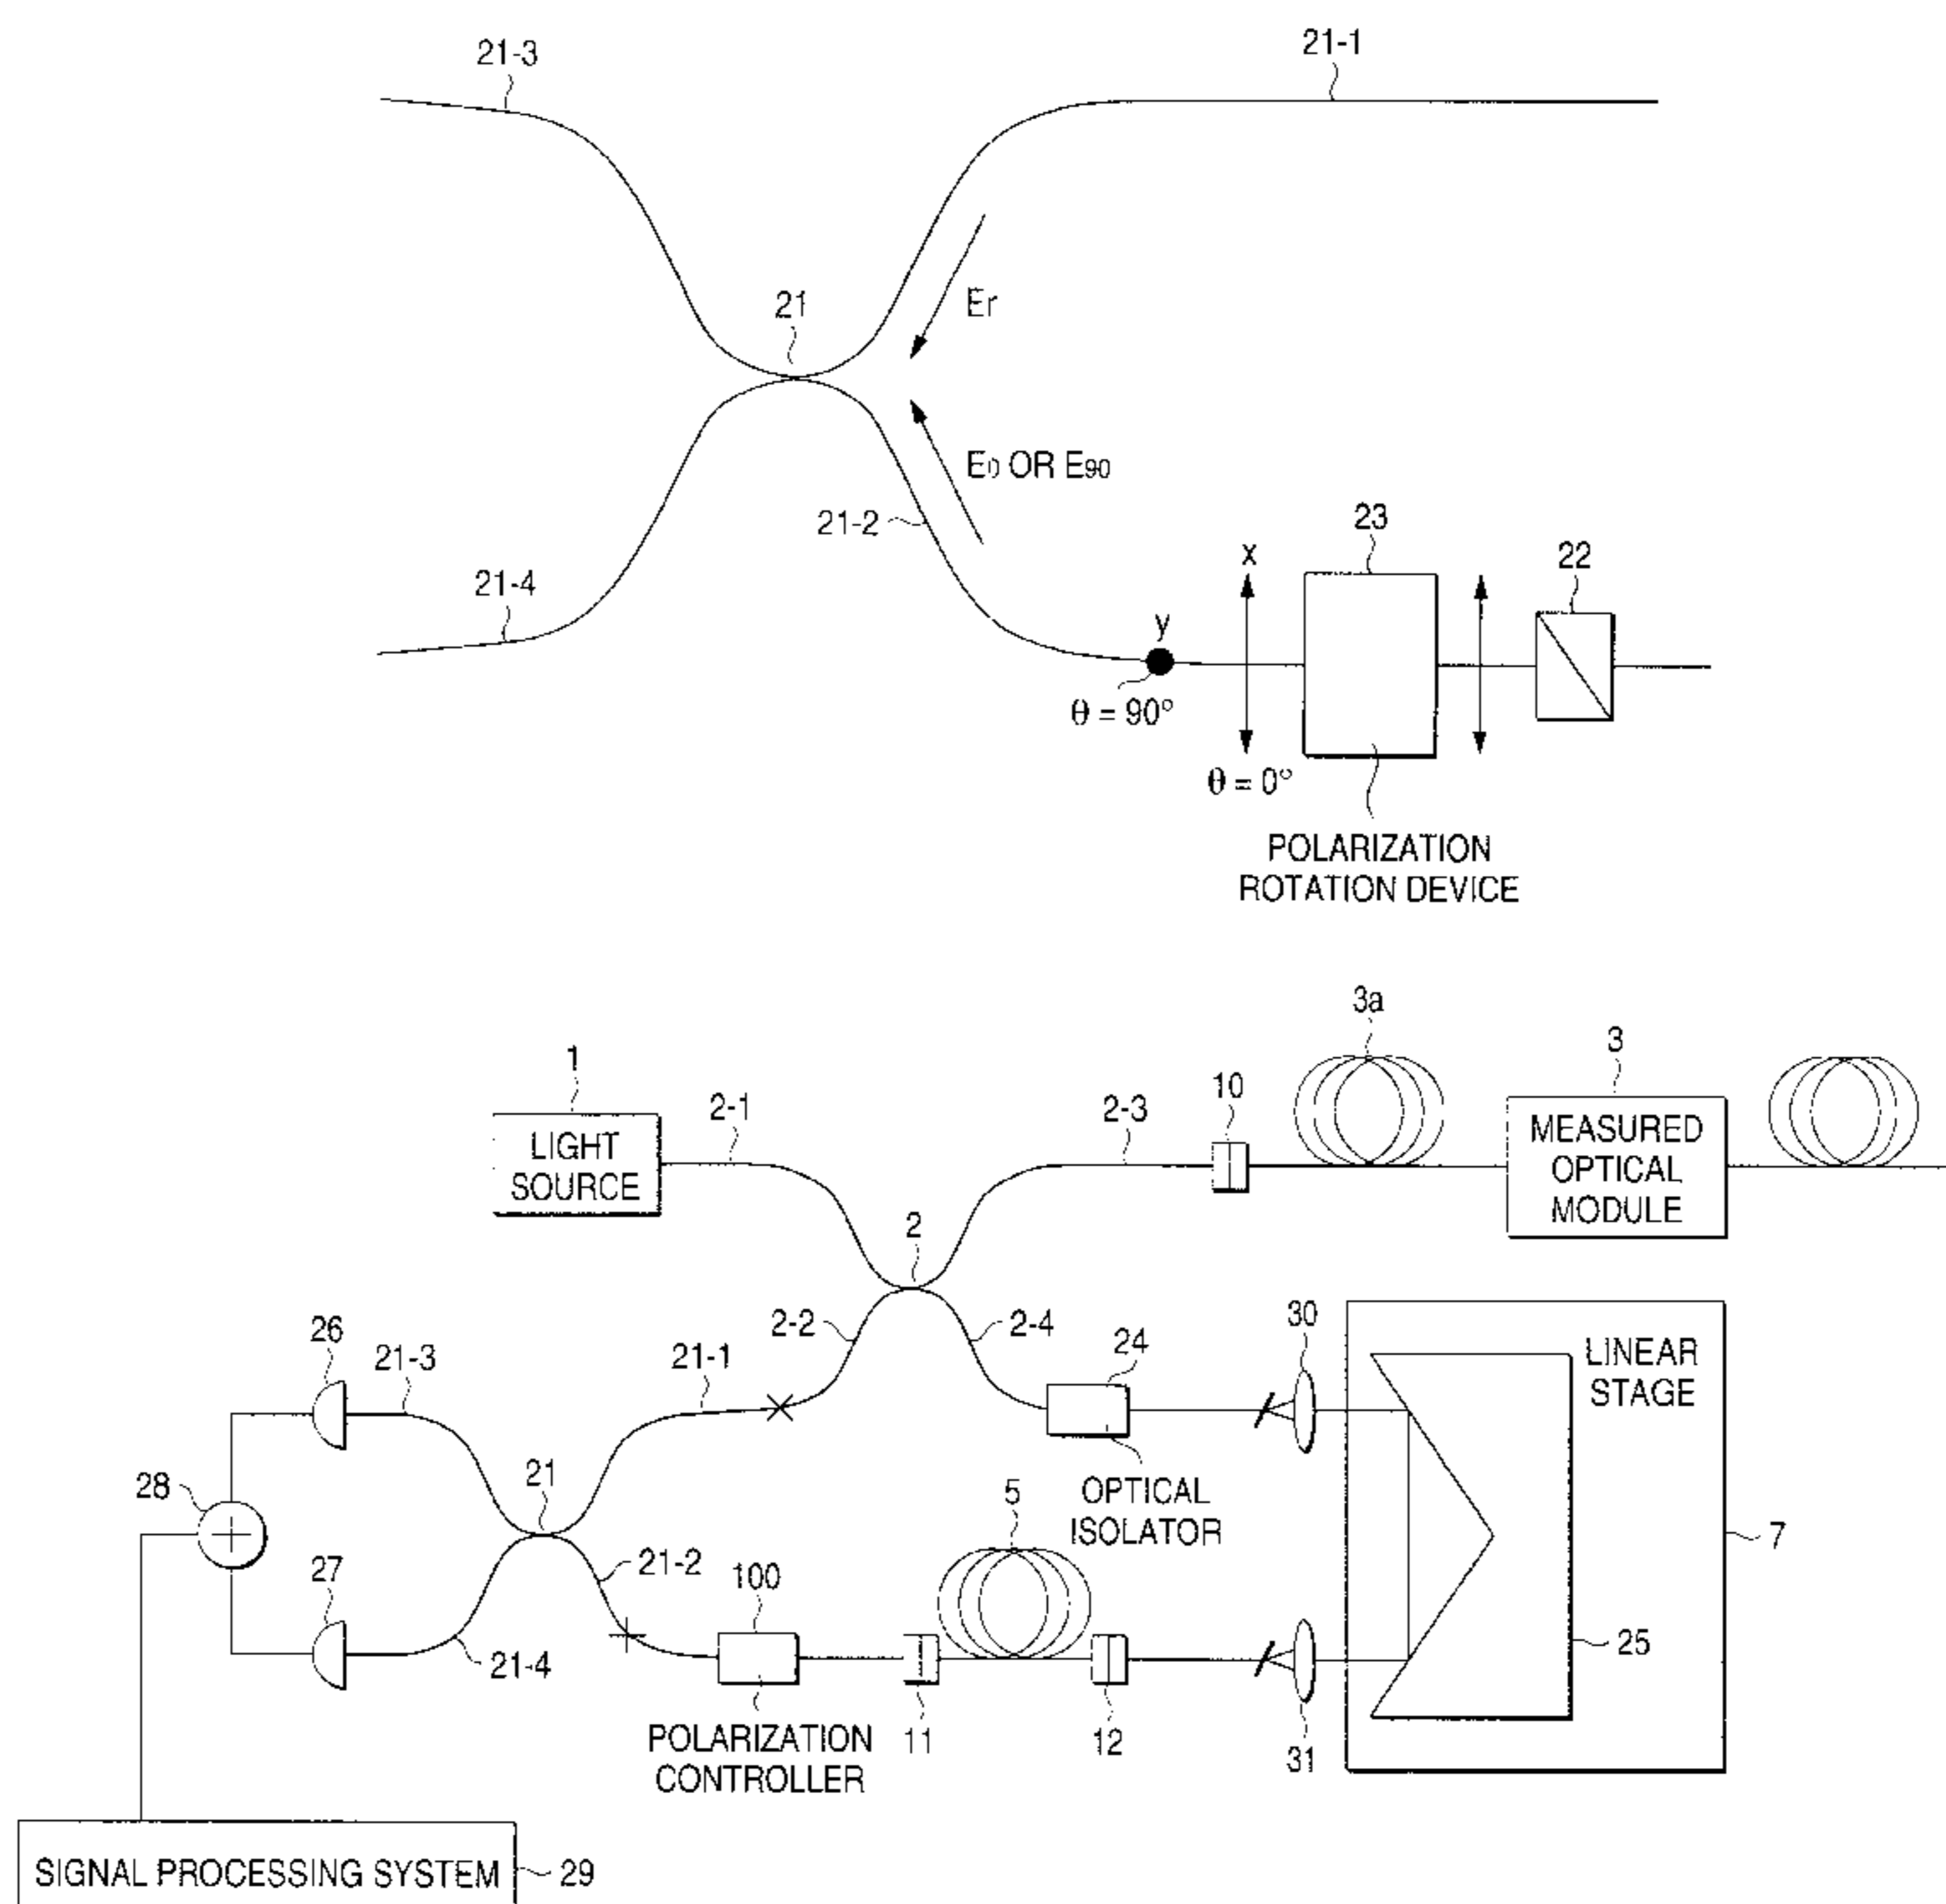 21-3
21-1
21
Er
E0 OR E90
21-2
23
22
x
21-4
y
θ = 90°
θ = 0°
POLARIZATION
ROTATION DEVICE
3a
3
1
10
2-1
2-3
LIGHT
SOURCE
MEASURED
OPTICAL
MODULE
2
2-2
2-4
30
26
21-3
21-1
24
LINEAR
STAGE
28
21
5
OPTICAL
ISOLATOR
7
27
21-2
100
25
21-4
11
12
31
POLARIZATION
CONTROLLER
SIGNAL PROCESSING SYSTEM
29